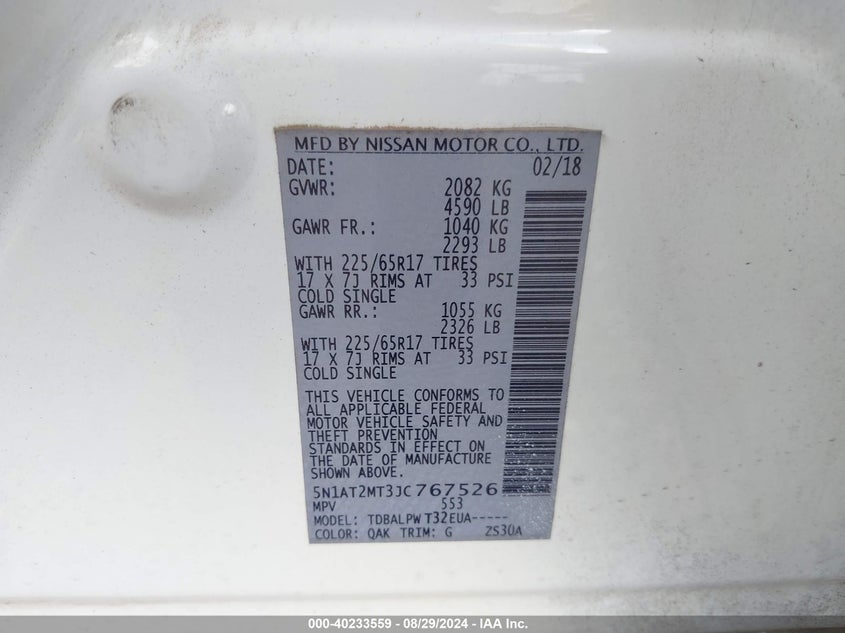 MFD BY NISSAN MOTOR CO., LTD.
DATE: 02/18
GVWR: 2082 KG
4590 LB
GAWR FR.: 1040 KG
2293 LB
WITH 225/65R17 TIRES
17 X 7J RIMS AT 33 PSI
COLD SINGLE
GAWR RR.: 1055 KG
2326 LB
WITH 225/65R17 TIRES
17 X 7J RIMS AT 33 PSI
COLD SINGLE
THIS VEHICLE CONFORMS TO
ALL APPLICABLE FEDERAL
MOTOR VEHICLE SAFETY AND
THEFT PREVENTION
STANDARDS IN EFFECT ON
THE DATE OF MANUFACTURE
SHOWN ABOVE.
5N1AT2MT3JC767526
MPV 553
MODEL: TDBALPW T32EUA-----
COLOR: QAK TRIM: G ZS30A
000-40233559 - 08/29/2024 - IAA Inc.